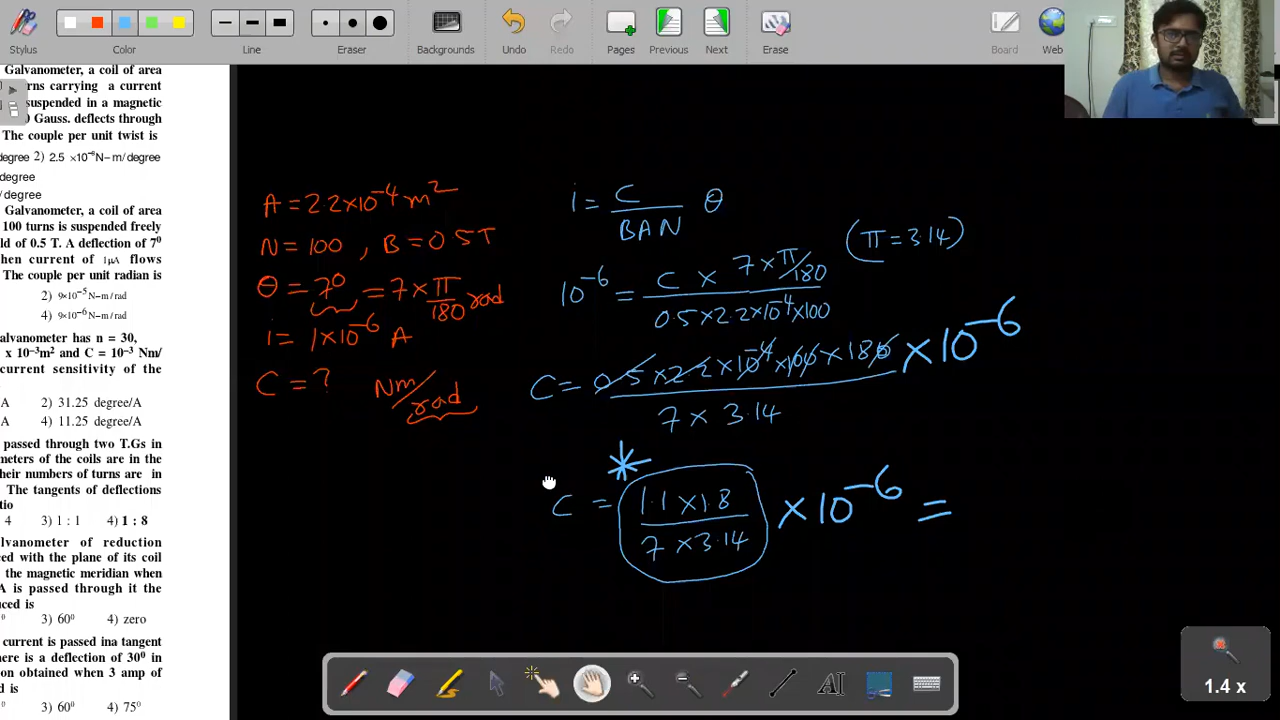 Stylus
Color
Line
Eraser
Backgrounds
Undo
Redo
Pages
Previous
Next
Erase
Board
Web
Galvanometer, a coil of area
rns carrying a current
suspended in a magnetic
0 Gauss. deflects through
The couple per unit twist is
degree 2) 2.5 ×10⁻⁹N–m/degree
degree
/ degree
Galvanometer, a coil of area
100 turns is suspended freely
ld of 0.5 T. A deflection of 7⁰
hen current of 1μA flows
The couple per unit radian is
2) 9×10⁻⁵N–m/rad
4) 9×10⁻⁶N–m/rad
alvanometer has n = 30,
x 10⁻³m² and C = 10⁻³ Nm/
current sensitivity of the
A 2) 31.25 degree/A
A 4) 11.25 degree/A
passed through two T.Gs in
meters of the coils are in the
heir numbers of turns are in
The tangents of deflections
tio
4 3) 1 : 1 4) 1 : 8
ometer of reduction
ced with the plane of its coil
the magnetic meridian when
A is passed through it the
uced is
3) 60⁰ 4) zero
current is passed ina tangent
here is a deflection of 30⁰ in
on obtained when 3 amp of
d is
3) 60⁰ 4) 75⁰
A = 2.2×10⁻⁴ m²
N = 100 , B = 0.5T
θ = 7⁰ = 7 × π/180 rad
i = 1×10⁻⁶ A
C = ? Nm/rad
i = C/BAN θ
(π = 3.14)
10⁻⁶ = C × 7 × π/180 / 0.5 × 2.2 × 10⁻⁴ × 100
C = 0.5 × 2.2 × 10⁻⁴ × 100 × 180 / 7 × 3.14 × 10⁻⁶
*
C = 1.1 × 1.8 / 7 × 3.14 × 10⁻⁶ =
1.4 x